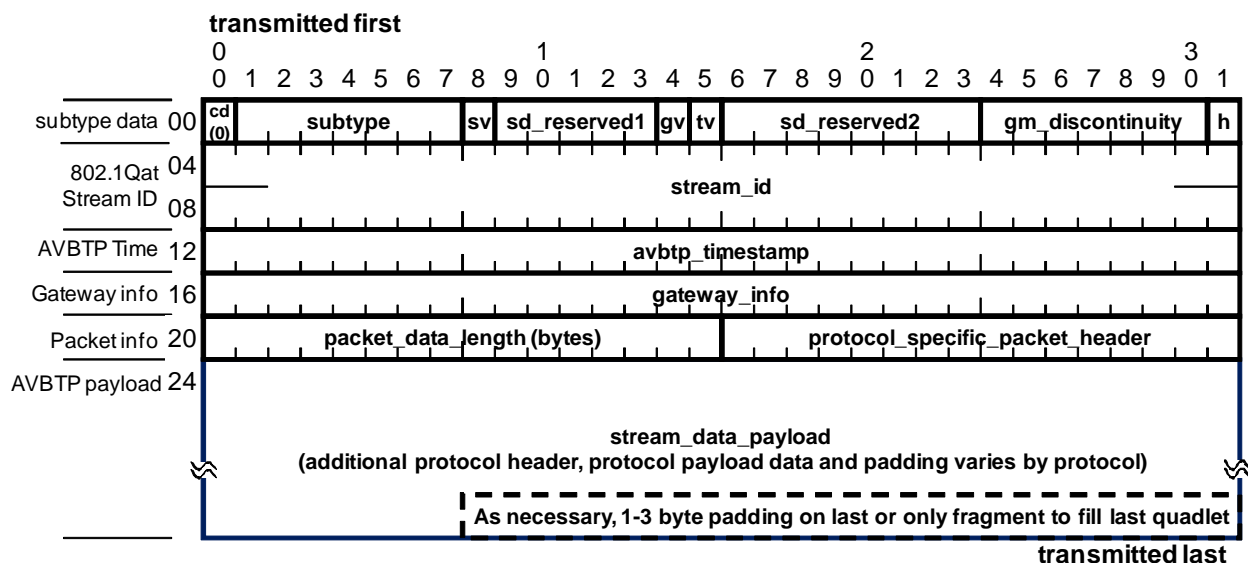 transmitted first
0 1 2 3
0 1 2 3 4 5 6 7 8 9 0 1 2 3 4 5 6 7 8 9 0 1 2 3 4 5 6 7 8 9 0 1
subtype data 00 cd (0) subtype sv sd_reserved1 gv tv sd_reserved2 gm_discontinuity h
802.1Qat Stream ID 04
08
stream_id
AVBTP Time 12 avbtp_timestamp
Gateway info 16 gateway_info
Packet info 20 packet_data_length (bytes) protocol_specific_packet_header
AVBTP payload 24
stream_data_payload
(additional protocol header, protocol payload data and padding varies by protocol)
As necessary, 1-3 byte padding on last or only fragment to fill last quadlet
transmitted last